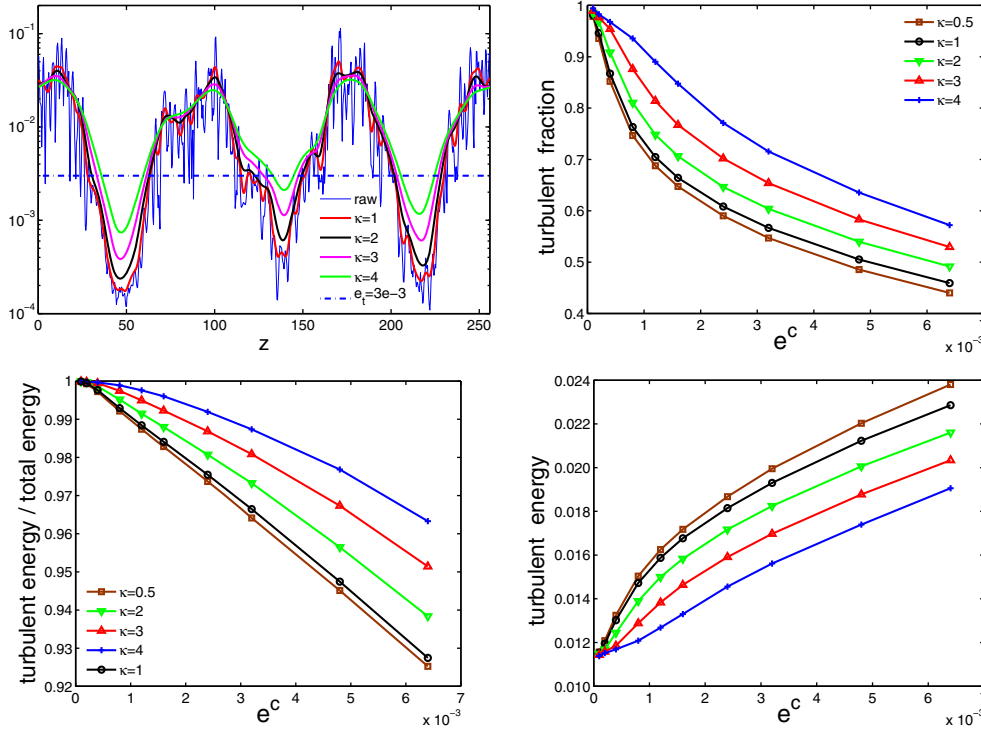 10⁻¹
10⁻²
10⁻³
10⁻⁴
0 50 100 150 200 250
z
raw
κ=1
κ=2
κ=3
κ=4
e_t=3e−3
turbulent fraction
1
0.9
0.8
0.7
0.6
0.5
0.4
0 1 2 3 4 5 6 7
x 10⁻³
e^c
κ=0.5
κ=1
κ=2
κ=3
κ=4
turbulent energy / total energy
1
0.99
0.98
0.97
0.96
0.95
0.94
0.93
0.92
0 1 2 3 4 5 6 7
x 10⁻³
e^c
κ=0.5
κ=2
κ=3
κ=4
κ=1
turbulent energy
0.024
0.022
0.020
0.018
0.016
0.014
0.012
0.010
0 1 2 3 4 5 6 7
x 10⁻³
e^c